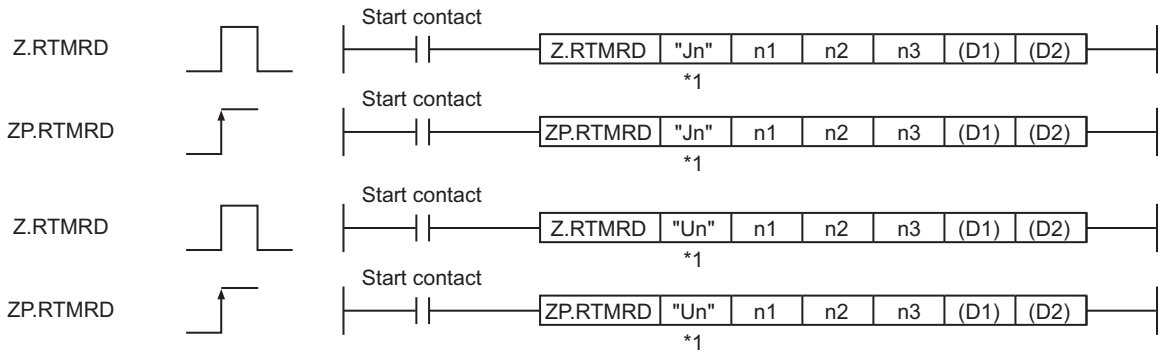 Start contact
Z.RTMRD Z.RTMRD "Jn" n1 n2 n3 (D1) (D2)
*1
Start contact
ZP.RTMRD ZP.RTMRD "Jn" n1 n2 n3 (D1) (D2)
*1
Start contact
Z.RTMRD Z.RTMRD "Un" n1 n2 n3 (D1) (D2)
*1
Start contact
ZP.RTMRD ZP.RTMRD "Un" n1 n2 n3 (D1) (D2)
*1